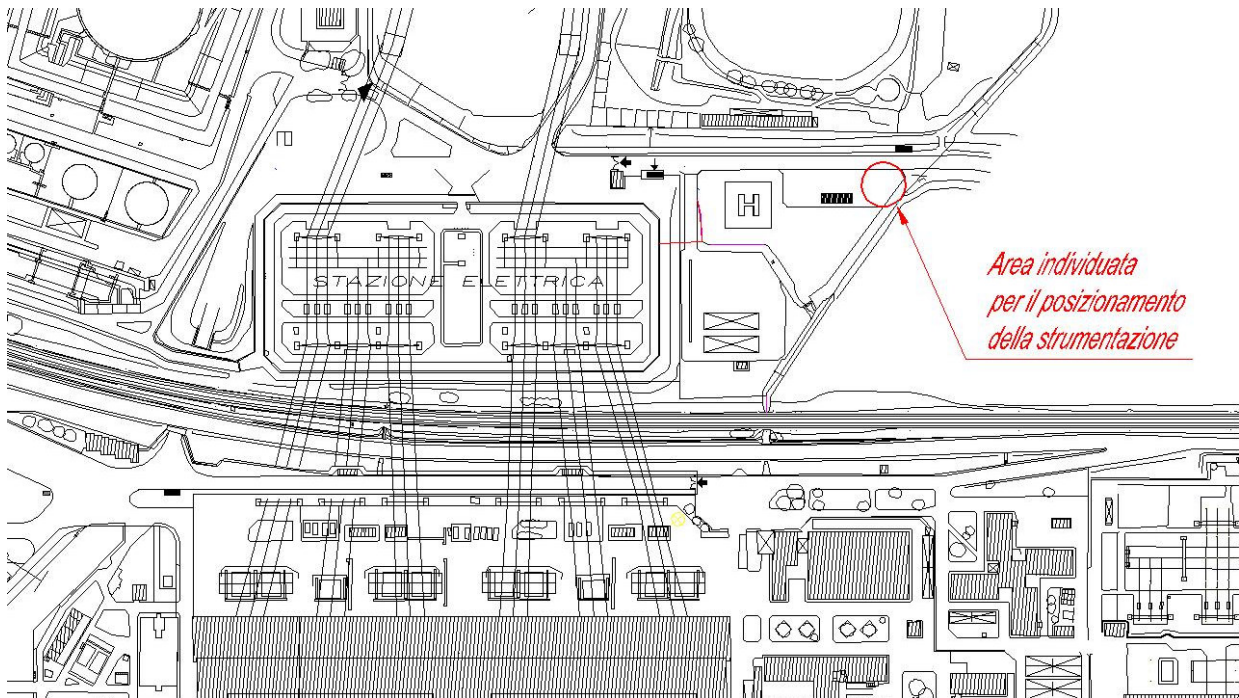 H
STAZIONE ELETTRICA
Area individuata
per il posizionamento
della strumentazione